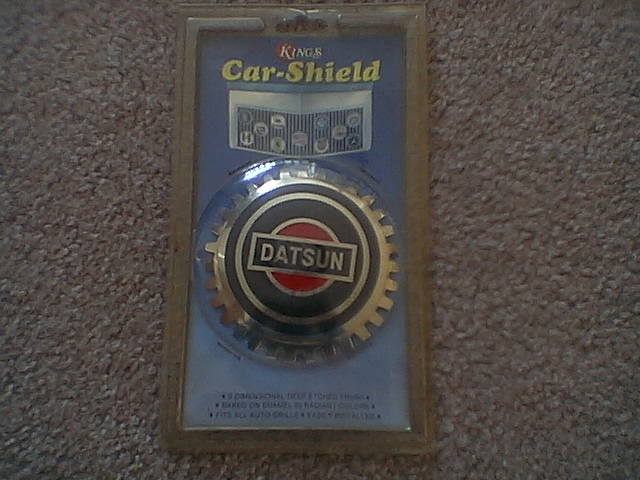 KING'S
Car-Shield
DATSUN
• 3 DIMENSIONAL DEEP ETCHED FINISH •
• BAKED ON ENAMEL IN RADIANT COLORS •
• FITS ALL AUTO GRILLS • EASILY INSTALLED •